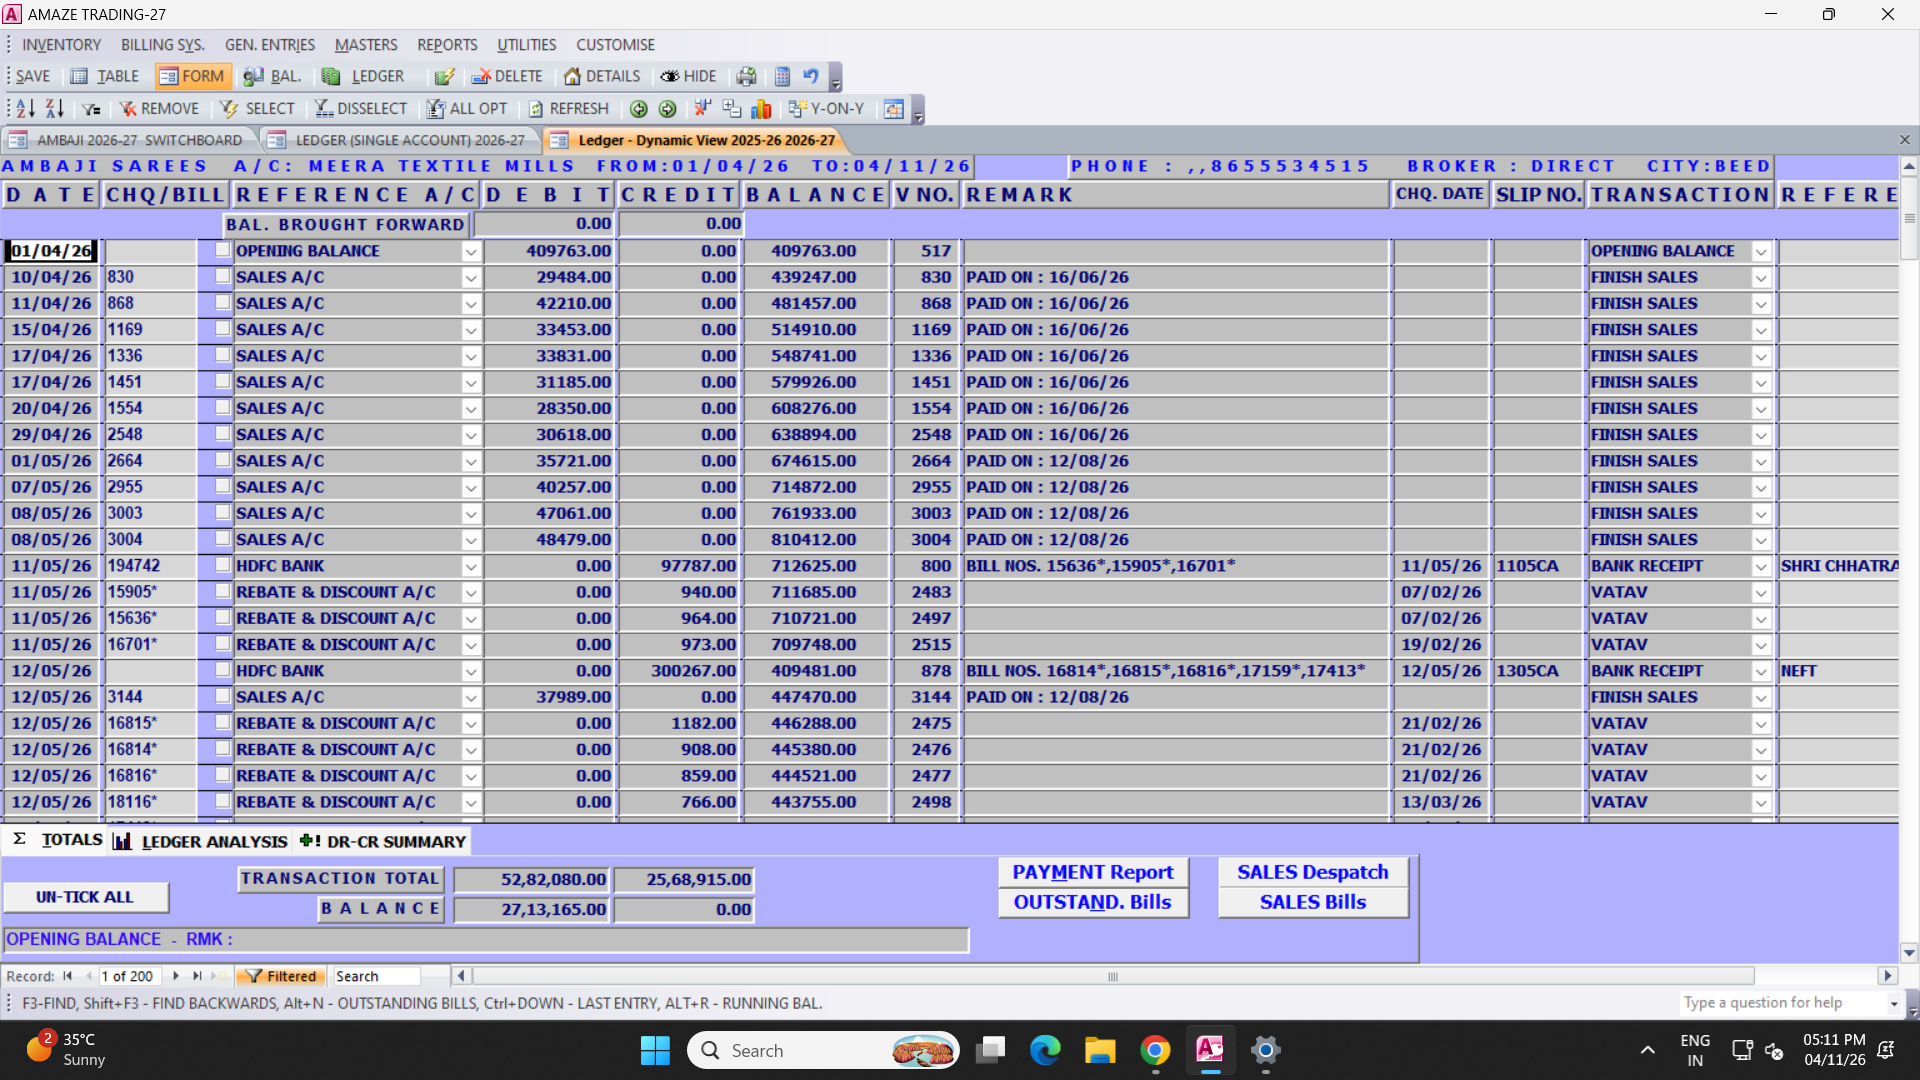 AMAZE TRADING-27
INVENTORY BILLING SYS. GEN. ENTRIES MASTERS REPORTS UTILITIES CUSTOMISE
SAVE TABLE FORM BAL. LEDGER DELETE DETAILS HIDE
REMOVE SELECT DISSELECT ALL OPT REFRESH Y-ON-Y
AMBAJI 2026-27 SWITCHBOARD LEDGER (SINGLE ACCOUNT) 2026-27 Ledger - Dynamic View 2025-26 2026-27
AMBAJI SAREES A/C: MEERA TEXTILE MILLS FROM:01/04/26 TO:04/11/26 PHONE : ,,8655534515 BROKER : DIRECT CITY:BEED
DATE CHQ/BILL REFERENCE A/C DEBIT CREDIT BALANCE V NO. REMARK CHQ. DATE SLIP NO. TRANSACTION REFERE
BAL. BROUGHT FORWARD 0.00 0.00
01/04/26 OPENING BALANCE 409763.00 0.00 409763.00 517 OPENING BALANCE
10/04/26 830 SALES A/C 29484.00 0.00 439247.00 830 PAID ON : 16/06/26 FINISH SALES
11/04/26 868 SALES A/C 42210.00 0.00 481457.00 868 PAID ON : 16/06/26 FINISH SALES
15/04/26 1169 SALES A/C 33453.00 0.00 514910.00 1169 PAID ON : 16/06/26 FINISH SALES
17/04/26 1336 SALES A/C 33831.00 0.00 548741.00 1336 PAID ON : 16/06/26 FINISH SALES
17/04/26 1451 SALES A/C 31185.00 0.00 579926.00 1451 PAID ON : 16/06/26 FINISH SALES
20/04/26 1554 SALES A/C 28350.00 0.00 608276.00 1554 PAID ON : 16/06/26 FINISH SALES
29/04/26 2548 SALES A/C 30618.00 0.00 638894.00 2548 PAID ON : 16/06/26 FINISH SALES
01/05/26 2664 SALES A/C 35721.00 0.00 674615.00 2664 PAID ON : 12/08/26 FINISH SALES
07/05/26 2955 SALES A/C 40257.00 0.00 714872.00 2955 PAID ON : 12/08/26 FINISH SALES
08/05/26 3003 SALES A/C 47061.00 0.00 761933.00 3003 PAID ON : 12/08/26 FINISH SALES
08/05/26 3004 SALES A/C 48479.00 0.00 810412.00 3004 PAID ON : 12/08/26 FINISH SALES
11/05/26 194742 HDFC BANK 0.00 97787.00 712625.00 800 BILL NOS. 15636*,15905*,16701* 11/05/26 1105CA BANK RECEIPT SHRI CHHATRA
11/05/26 15905* REBATE & DISCOUNT A/C 0.00 940.00 711685.00 2483 07/02/26 VATAV
11/05/26 15636* REBATE & DISCOUNT A/C 0.00 964.00 710721.00 2497 07/02/26 VATAV
11/05/26 16701* REBATE & DISCOUNT A/C 0.00 973.00 709748.00 2515 19/02/26 VATAV
12/05/26 HDFC BANK 0.00 300267.00 409481.00 878 BILL NOS. 16814*,16815*,16816*,17159*,17413* 12/05/26 1305CA BANK RECEIPT NEFT
12/05/26 3144 SALES A/C 37989.00 0.00 447470.00 3144 PAID ON : 12/08/26 FINISH SALES
12/05/26 16815* REBATE & DISCOUNT A/C 0.00 1182.00 446288.00 2475 21/02/26 VATAV
12/05/26 16814* REBATE & DISCOUNT A/C 0.00 908.00 445380.00 2476 21/02/26 VATAV
12/05/26 16816* REBATE & DISCOUNT A/C 0.00 859.00 444521.00 2477 21/02/26 VATAV
12/05/26 18116* REBATE & DISCOUNT A/C 0.00 766.00 443755.00 2498 13/03/26 VATAV
Σ TOTALS LEDGER ANALYSIS ! DR-CR SUMMARY
TRANSACTION TOTAL 52,82,080.00 25,68,915.00 PAYMENT Report SALES Despatch
UN-TICK ALL BALANCE 27,13,165.00 0.00 OUTSTAND. Bills SALES Bills
OPENING BALANCE - RMK :
Record: 1 of 200 Filtered Search
F3-FIND, Shift+F3 - FIND BACKWARDS, Alt+N - OUTSTANDING BILLS, Ctrl+DOWN - LAST ENTRY, ALT+R - RUNNING BAL. Type a question for help
2 35°C Sunny Search ENG IN 05:11 PM 04/11/26